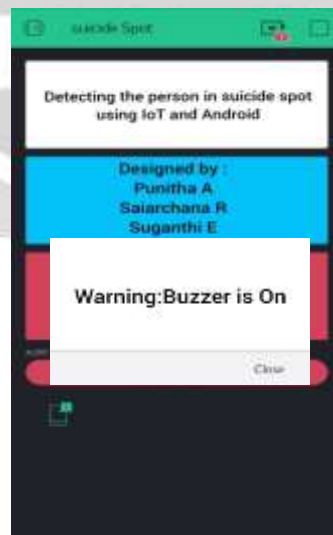 suicide Spot
Detecting the person in suicide spot
using IoT and Android
Designed by :
Punitha A
Saiarchana R
Suganthi E
Warning:Buzzer is On
Close